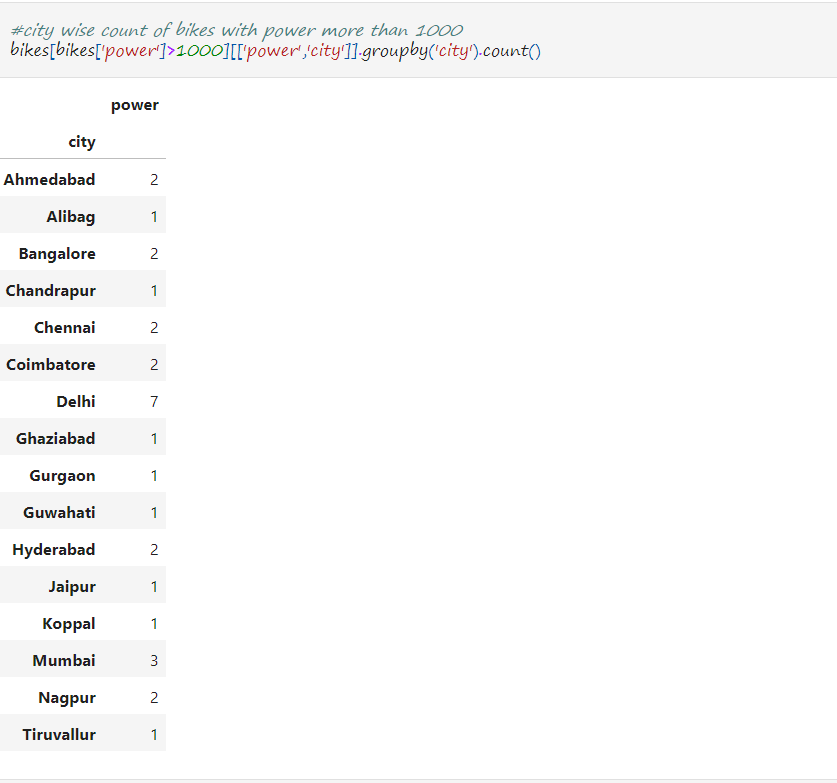 #city wise count of bikes with power more than 1000
bikes[bikes['power']>1000][['power','city']].groupby('city').count()
power
city
Ahmedabad 2
Alibag 1
Bangalore 2
Chandrapur 1
Chennai 2
Coimbatore 2
Delhi 7
Ghaziabad 1
Gurgaon 1
Guwahati 1
Hyderabad 2
Jaipur 1
Koppal 1
Mumbai 3
Nagpur 2
Tiruvallur 1